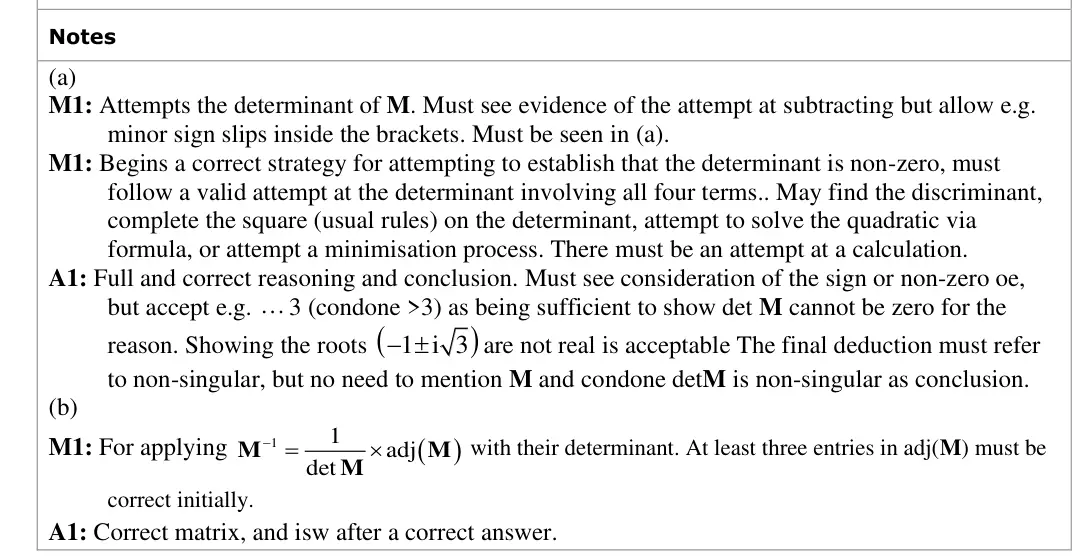 Notes
(a)
M1: Attempts the determinant of M. Must see evidence of the attempt at subtracting but allow e.g.
minor sign slips inside the brackets. Must be seen in (a).
M1: Begins a correct strategy for attempting to establish that the determinant is non-zero, must
follow a valid attempt at the determinant involving all four terms.. May find the discriminant,
complete the square (usual rules) on the determinant, attempt to solve the quadratic via
formula, or attempt a minimisation process. There must be an attempt at a calculation.
A1: Full and correct reasoning and conclusion. Must see consideration of the sign or non-zero oe,
but accept e.g. …3 (condone >3) as being sufficient to show det M cannot be zero for the
reason. Showing the roots (−1±i√3) are not real is acceptable The final deduction must refer
to non-singular, but no need to mention M and condone detM is non-singular as conclusion.
(b)
M1: For applying M⁻¹ = 1/det M × adj(M) with their determinant. At least three entries in adj(M) must be
correct initially.
A1: Correct matrix, and isw after a correct answer.